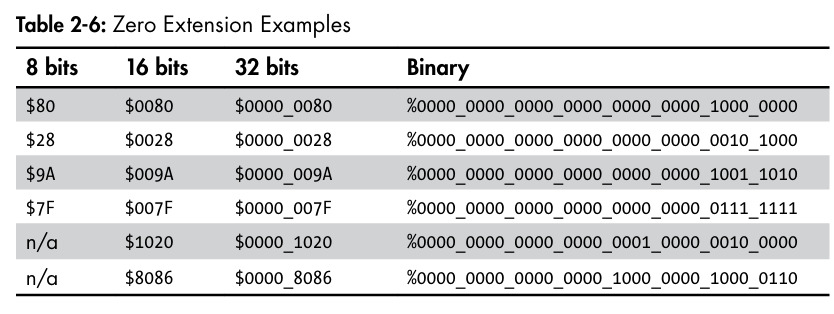 Table 2-6: Zero Extension Examples
8 bits 16 bits 32 bits Binary
$80 $0080 $0000_0080 %0000_0000_0000_0000_0000_0000_1000_0000
$28 $0028 $0000_0028 %0000_0000_0000_0000_0000_0000_0010_1000
$9A $009A $0000_009A %0000_0000_0000_0000_0000_0000_1001_1010
$7F $007F $0000_007F %0000_0000_0000_0000_0000_0000_0111_1111
n/a $1020 $0000_1020 %0000_0000_0000_0000_0001_0000_0010_0000
n/a $8086 $0000_8086 %0000_0000_0000_0000_1000_0000_1000_0110